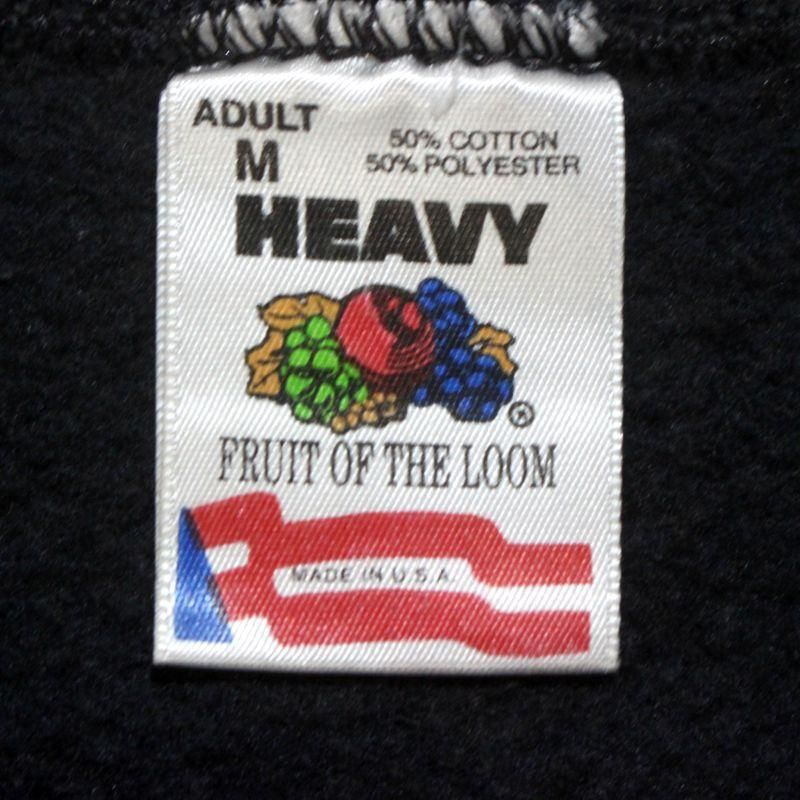 ADULT
M
50% COTTON
50% POLYESTER
HEAVY
®
FRUIT OF THE LOOM
MADE IN U.S.A.